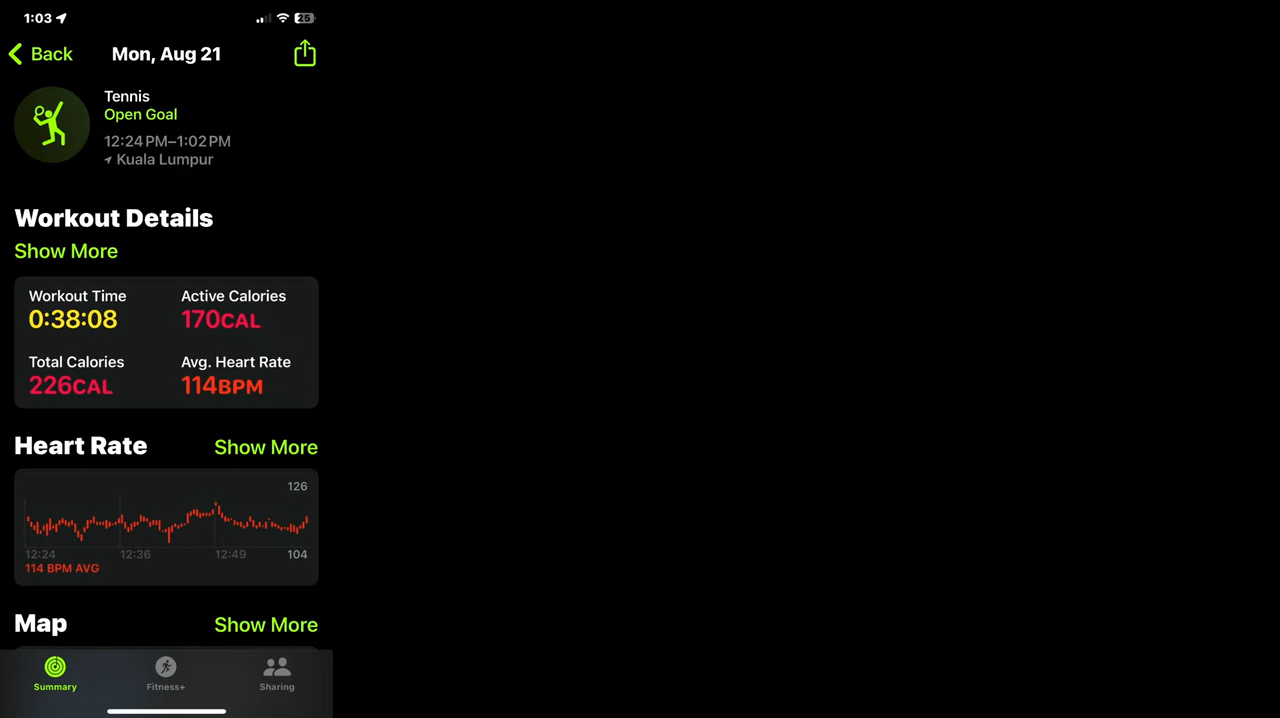 1:03
25
Back
Mon, Aug 21
Tennis
Open Goal
12:24 PM–1:02 PM
Kuala Lumpur
Workout Details
Show More
Workout Time
Active Calories
0:38:08
170CAL
Total Calories
Avg. Heart Rate
226CAL
114BPM
Heart Rate
Show More
126
12:24
12:36
12:49
104
114 BPM AVG
Map
Show More
Summary
Fitness+
Sharing